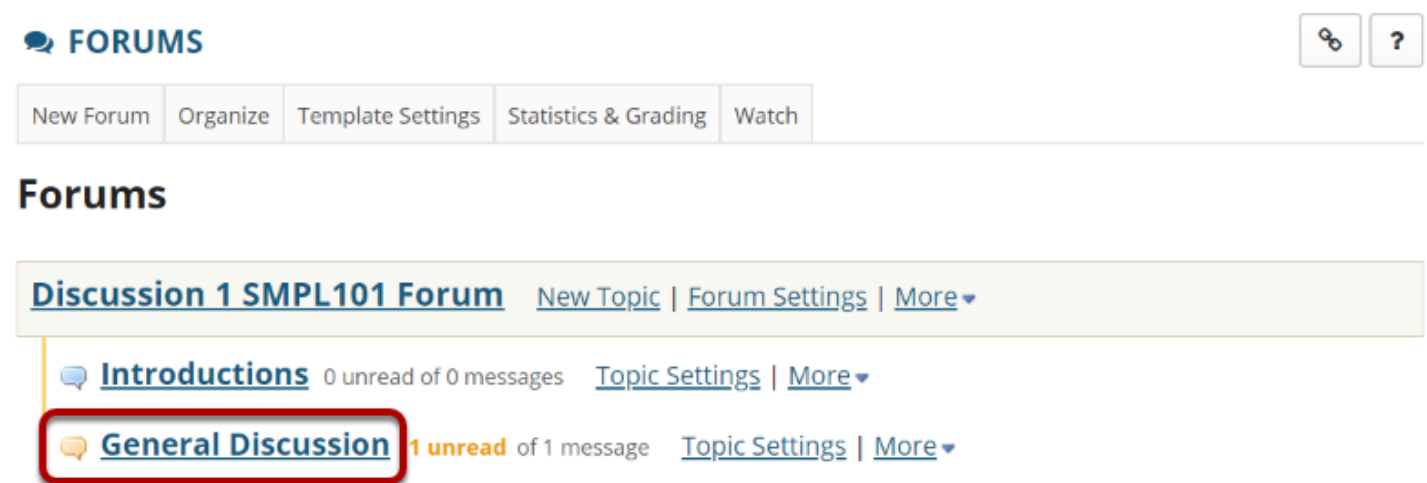 FORUMS ?
New Forum Organize Template Settings Statistics & Grading Watch
Forums
Discussion 1 SMPL101 Forum New Topic | Forum Settings | More
Introductions 0 unread of 0 messages Topic Settings | More
General Discussion 1 unread of 1 message Topic Settings | More